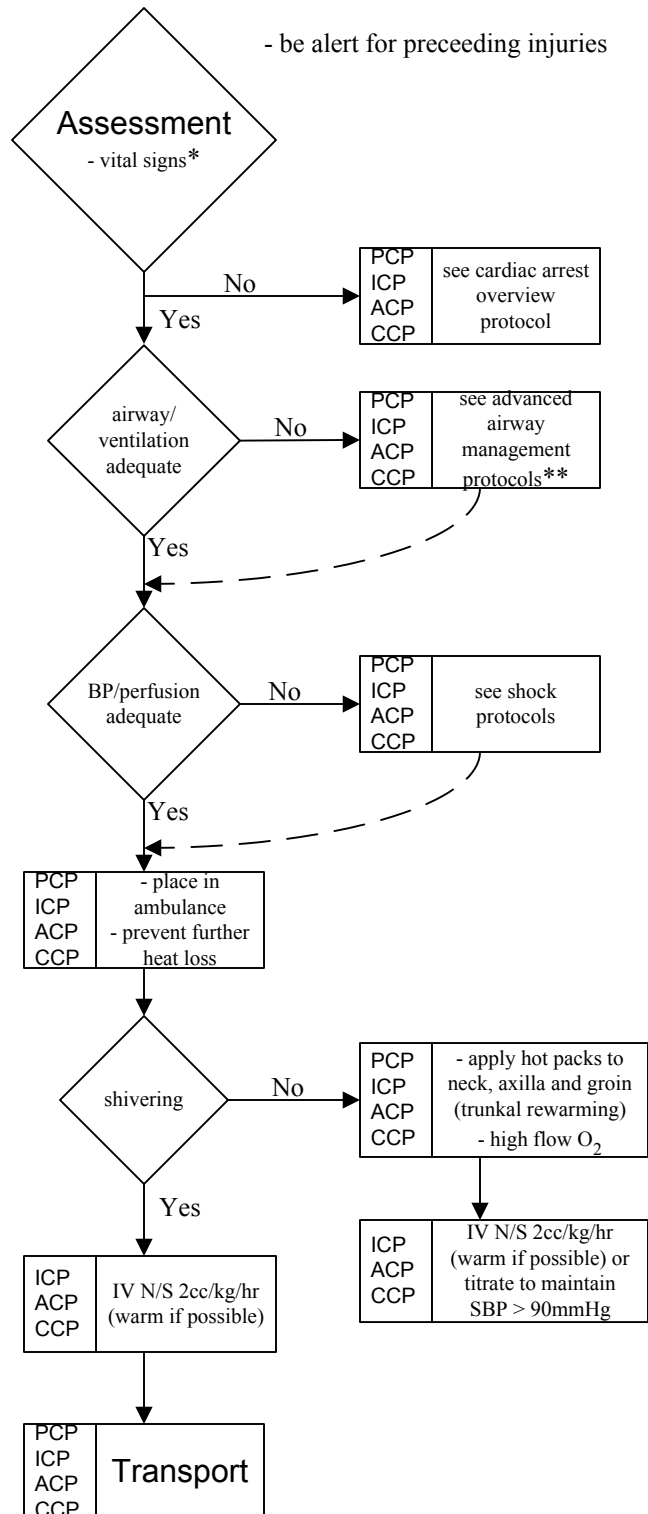 - be alert for preceeding injuries
Assessment
- vital signs*
No
PCP
ICP
ACP
CCP
see cardiac arrest
overview
protocol
Yes
airway/
ventilation
adequate
No
PCP
ICP
ACP
CCP
see advanced
airway
management
protocols**
Yes
BP/perfusion
adequate
No
PCP
ICP
ACP
CCP
see shock
protocols
Yes
PCP
ICP
ACP
CCP
- place in
ambulance
- prevent further
heat loss
shivering
No
PCP
ICP
ACP
CCP
- apply hot packs to
neck, axilla and groin
(trunkal rewarming)
- high flow O2
Yes
ICP
ACP
CCP
IV N/S 2cc/kg/hr
(warm if possible)
ICP
ACP
CCP
IV N/S 2cc/kg/hr
(warm if possible) or
titrate to maintain
SBP > 90mmHg
PCP
ICP
ACP
CCP
Transport